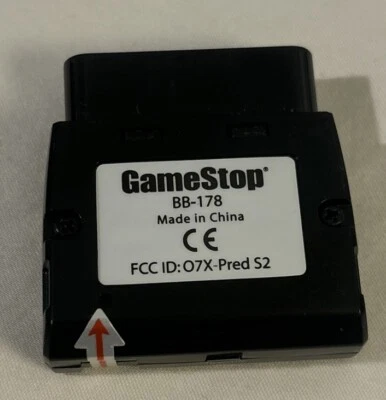 GameStop®
BB-178
Made in China
CE
FCC ID: O7X-Pred S2